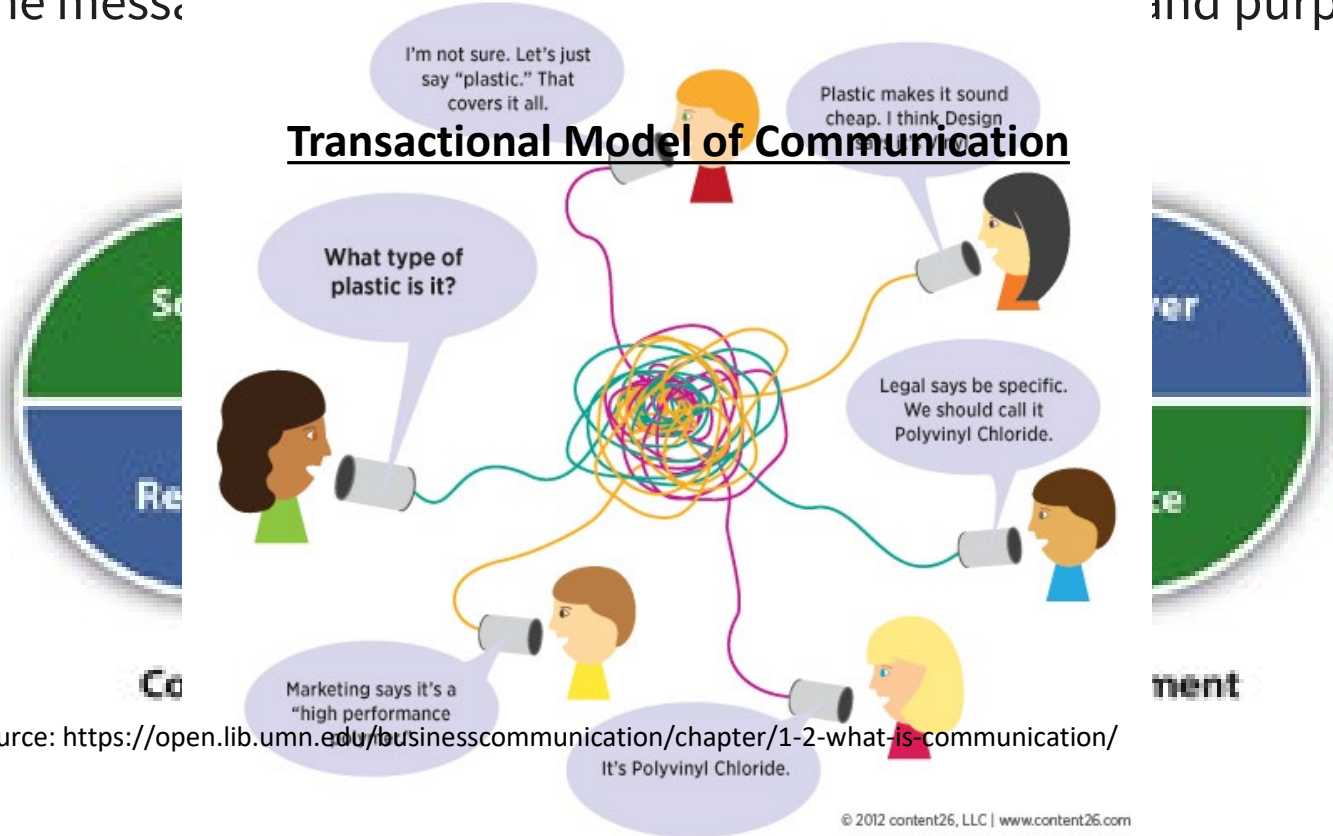 and
I'm not sure. Let's just
say “plastic.” That
covers it all.
Plastic makes it sound
cheap. I think Design
Transactional Model of Communication
What type of
plastic is it?
Legal says be specific.
We should call it
Polyvinyl Chloride.
Marketing says it's a
“high performance
https://open.lib.umn.edu/businesscommunication/chapter/1-2-what-is-communication/
It's Polyvinyl Chloride.
© 2012 content26, LLC | www.content26.com